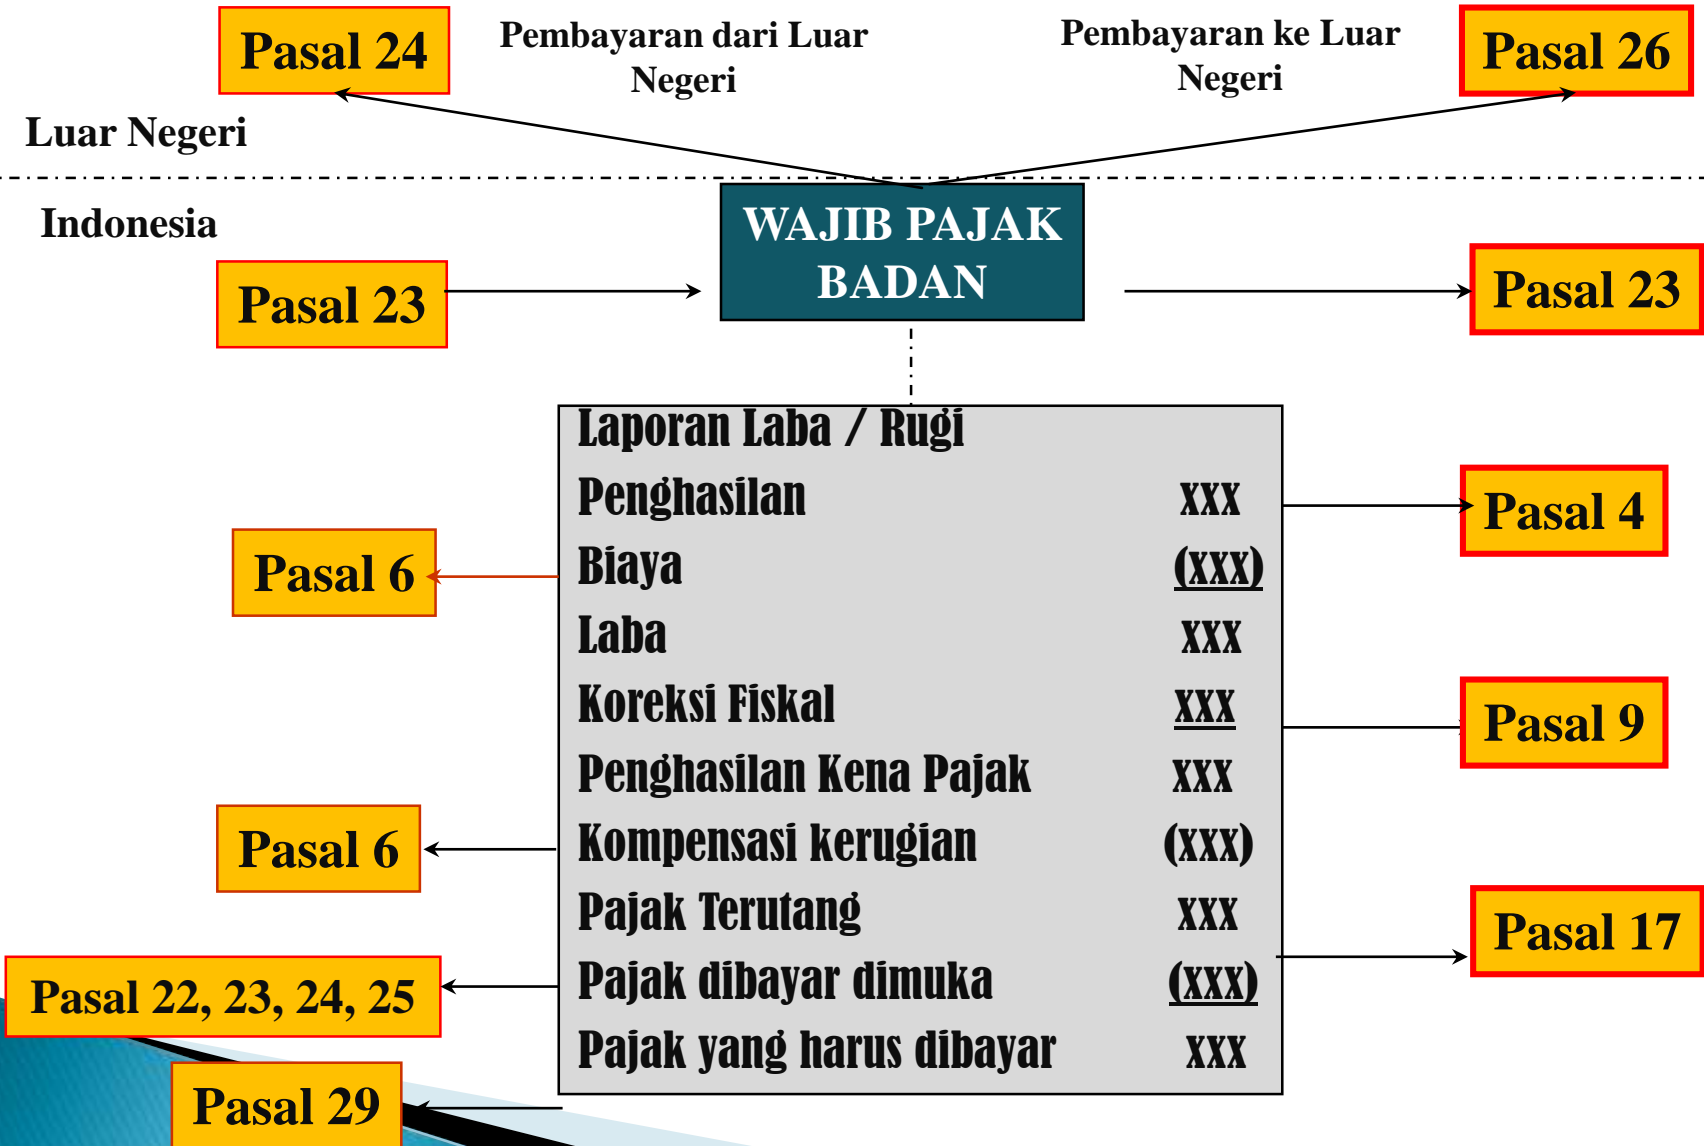 Pasal 24
Pembayaran dari Luar
Negeri
Pembayaran ke Luar
Negeri
Pasal 26
Luar Negeri
Indonesia
WAJIB PAJAK
BADAN
Pasal 23
Pasal 23
Laporan Laba / Rugi
Penghasilan xxx
Pasal 4
Biaya (xxx)
Pasal 6
Laba xxx
Koreksi Fiskal xxx
Pasal 9
Penghasilan Kena Pajak xxx
Kompensasi kerugian (xxx)
Pasal 6
Pajak Terutang xxx
Pasal 17
Pajak dibayar dimuka (xxx)
Pasal 22, 23, 24, 25
Pajak yang harus dibayar xxx
Pasal 29